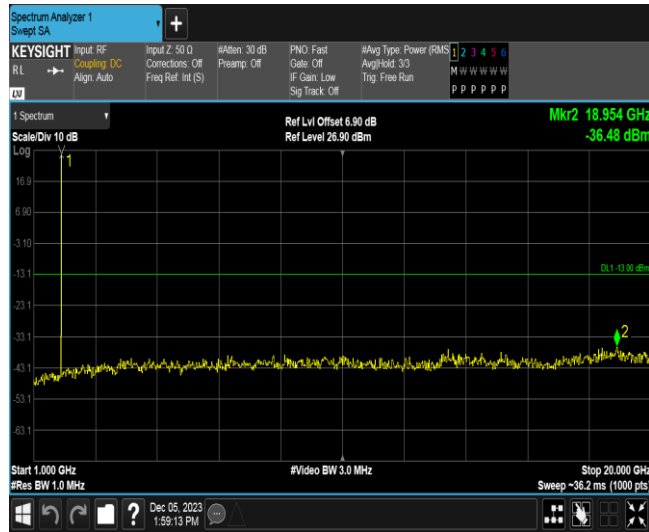 Spectrum Analyzer 1
Swept SA
+
KEYSIGHT Input: RF Input Z: 50 Ω #Atten: 30 dB PNO: Fast #Avg Type: Power (RMS 1 2 3 4 5 6
R L Coupling: DC Corrections: Off Preamp: Off Gate: Off Avg|Hold: 3/3 M W W W W W
Align: Auto Freq Ref: Int (S) IF Gain: Low Trig: Free Run
LXI Sig Track: Off P P P P P P
1 Spectrum Ref Lvl Offset 6.90 dB Mkr2 18.954 GHz
Scale/Div 10 dB Ref Level 26.90 dBm -36.48 dBm
Log
1
16.9
6.90
-3.10
-13.1
DL1 -13.00 dBm
-23.1
-33.1
2
-43.1
-53.1
-63.1
Start 1.000 GHz #Video BW 3.0 MHz Stop 20.000 GHz
#Res BW 1.0 MHz Sweep ~36.2 ms (1000 pts)
? Dec 05, 2023
1:59:13 PM